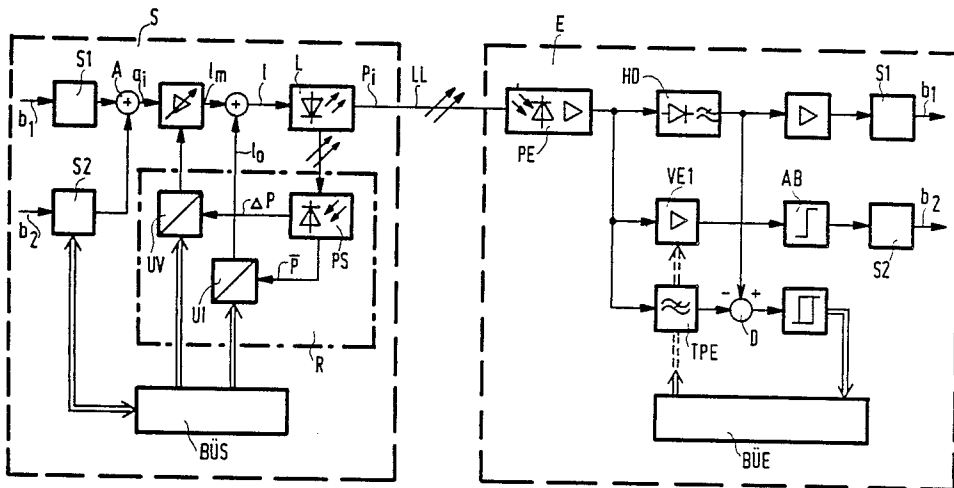 S
E
S1
A
qi
Im
I
L
Pi
LL
HD
S1
b1
b1
PE
I0
S2
VE1
AB
b2
b2
ΔP
PS
UV
P̅
UI
S2
- +
D
TPE
R
BÜS
BÜE